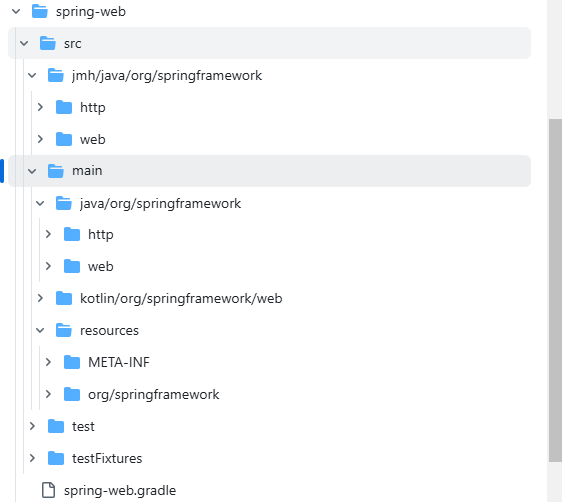 spring-web
src
jmh/java/org/springframework
http
web
main
java/org/springframework
http
web
kotlin/org/springframework/web
resources
META-INF
org/springframework
test
testFixtures
spring-web.gradle